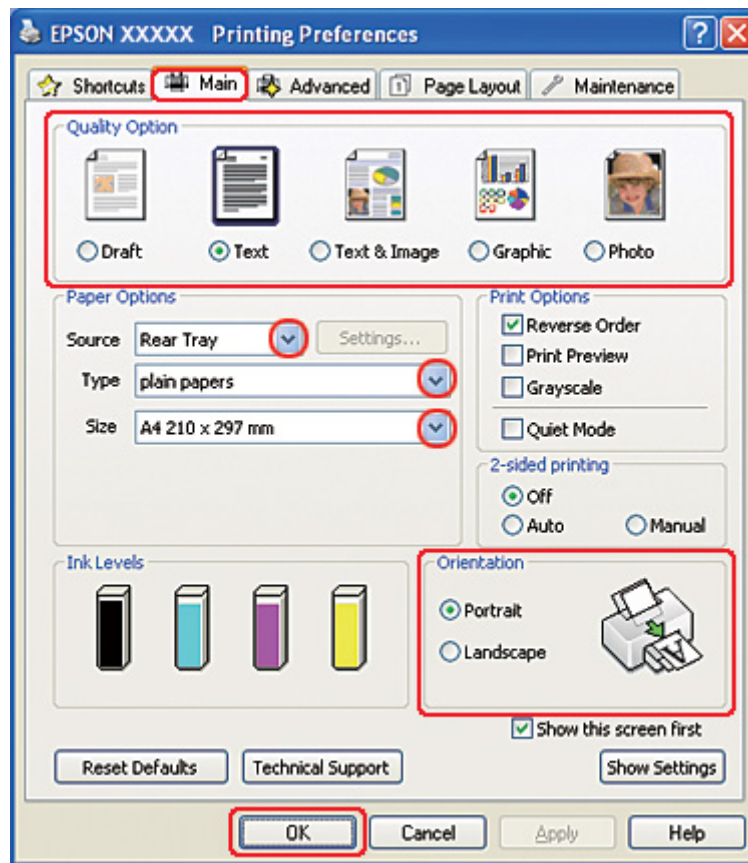 EPSON XXXXX Printing Preferences
Shortcuts Main Advanced Page Layout Maintenance
Quality Option
Draft Text Text & Image Graphic Photo
Paper Options
Source Rear Tray Settings...
Type plain papers
Size A4 210 x 297 mm
Print Options
Reverse Order
Print Preview
Grayscale
Quiet Mode
2-sided printing
Off
Auto Manual
Ink Levels
Orientation
Portrait
Landscape
Show this screen first
Reset Defaults Technical Support Show Settings
OK Cancel Apply Help